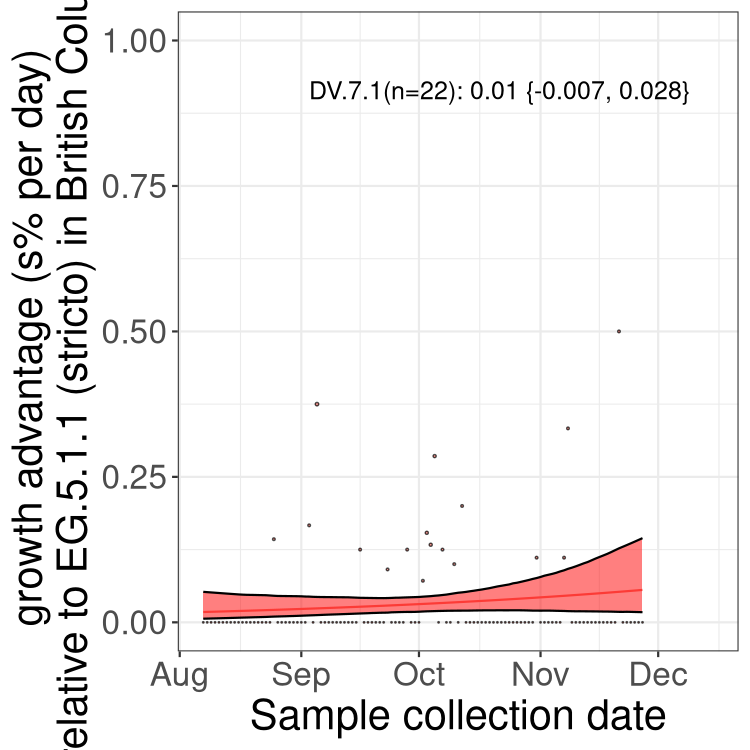 growth advantage (s% per day)
relative to EG.5.1.1 (stricto) in British
1.00
0.75
0.50
0.25
0.00
DV.7.1(n=22): 0.01 {-0.007, 0.028}
Aug Sep Oct Nov Dec
Sample collection date